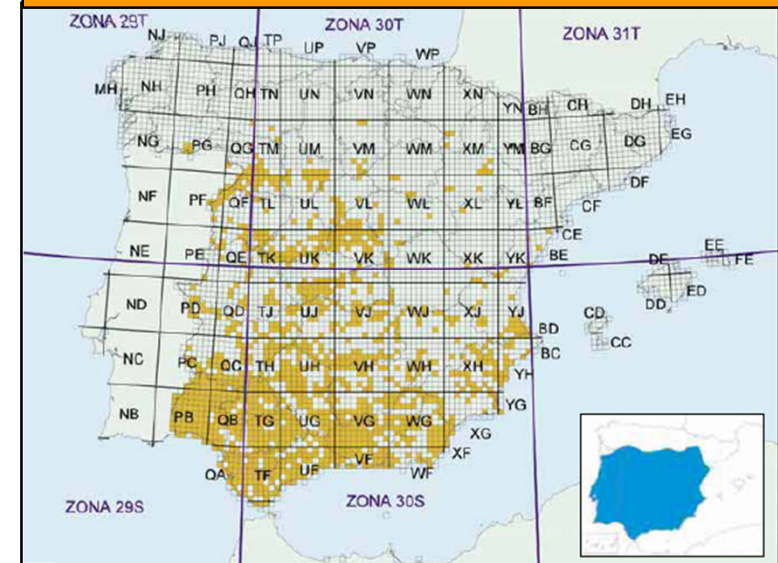 ZONA 29T
ZONA 30T
ZONA 31T
NJ PJ QJ TP UP VP WP
MH NH PH QH TN UN VN WN XN YN BH CH DH EH
NG PG QG TM UM VM WM XM YM BG CG DG EG
NF PF QF TL UL VL WL XL YL BF CF DF
NE PE QE TK UK VK WK XK YK BE CE DE EE FE
ND PD QD TJ UJ VJ WJ XJ YJ BD CD DD ED
NC PC QC TH UH VH WH XH YH BC CC
NB PB QB TG UG VG WG XG YG
QA TF UF VF WF XF
ZONA 29S
ZONA 30S